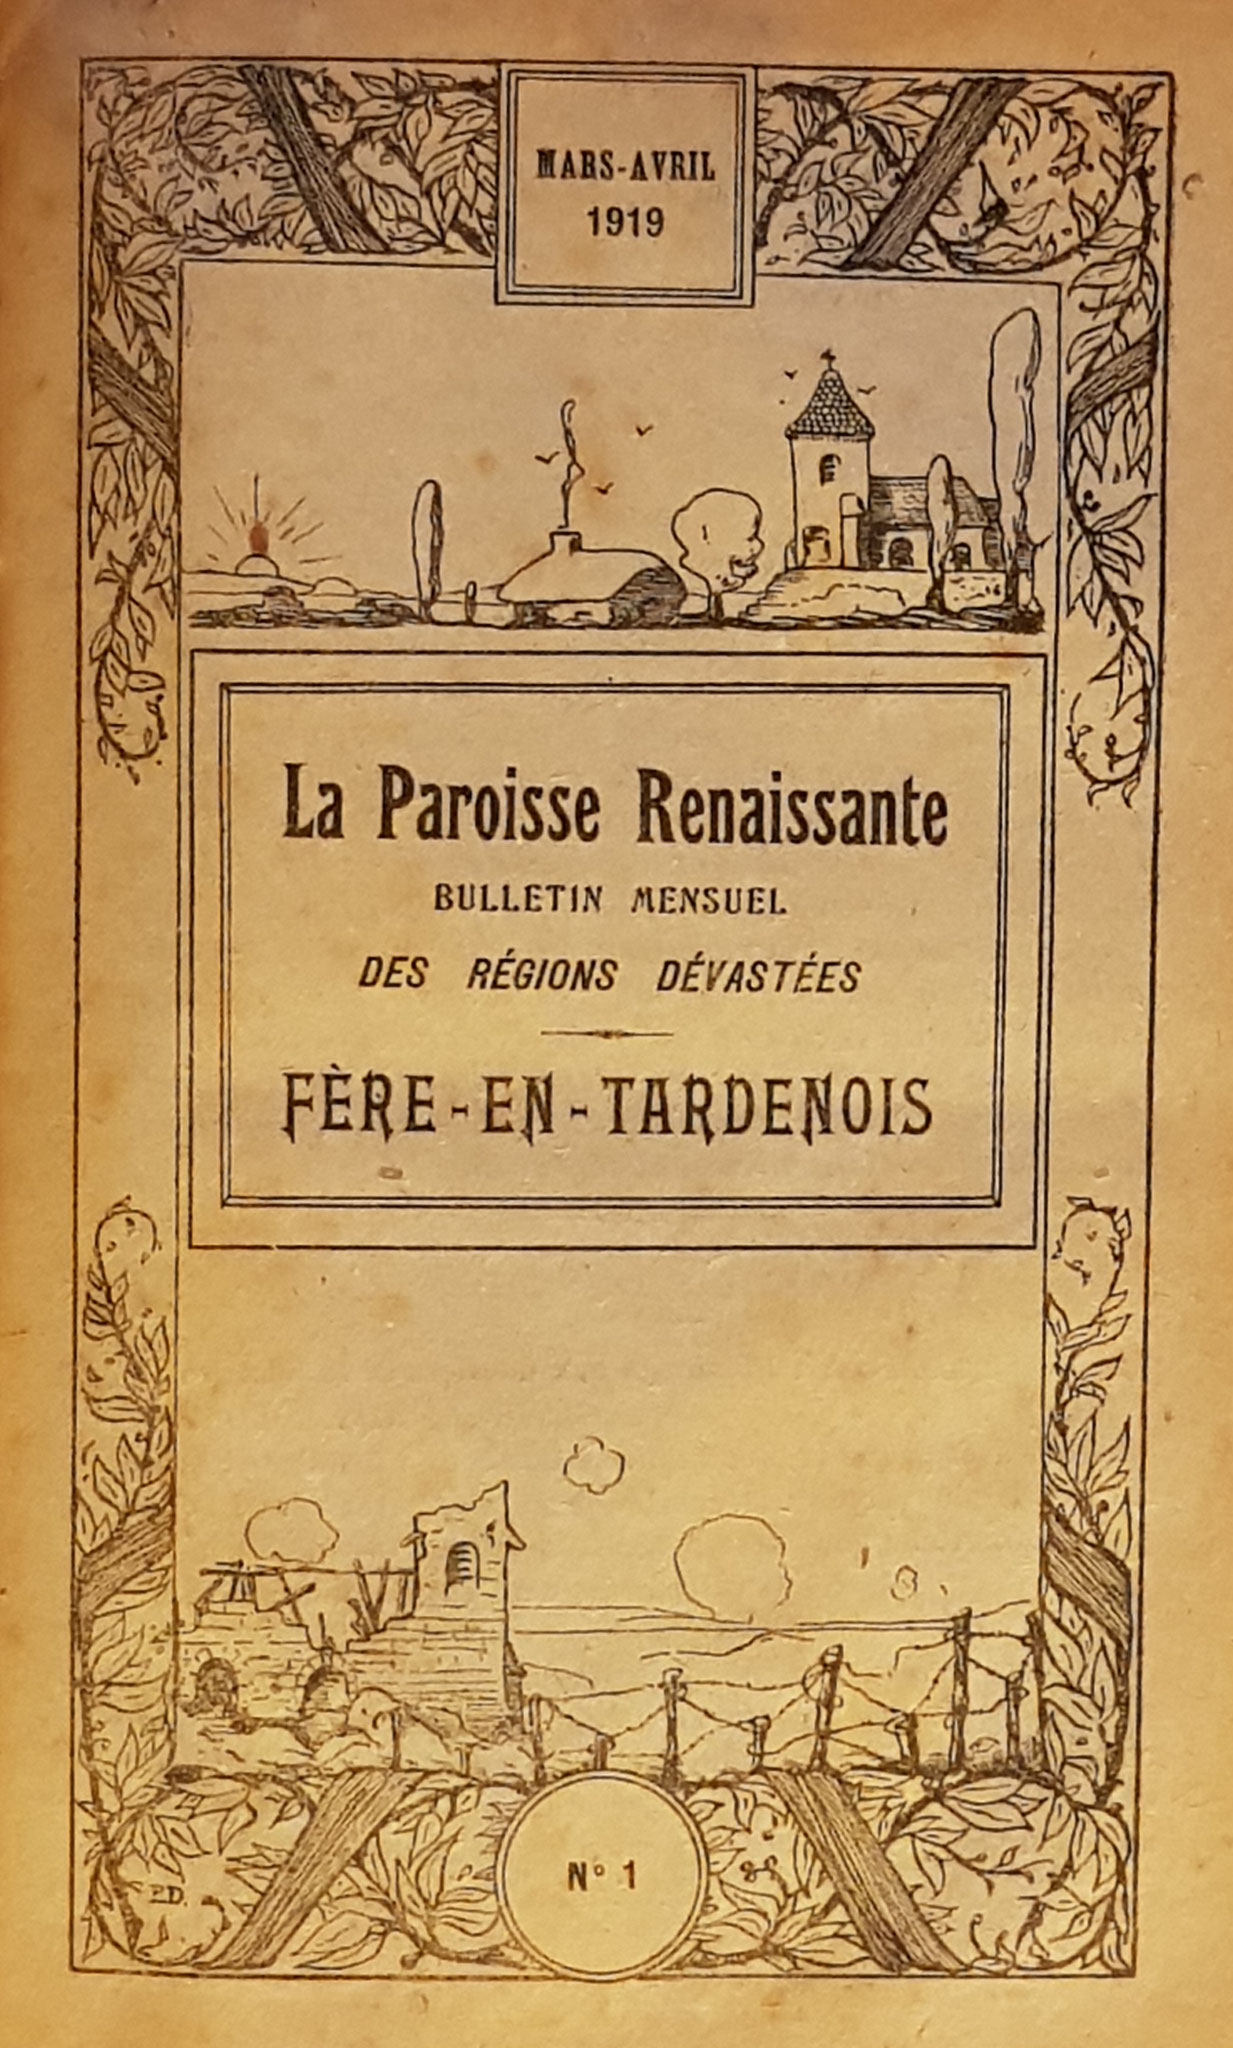 MARS-AVRIL
1919
La Paroisse Renaissante
BULLETIN MENSUEL
DES RÉGIONS DÉVASTÉES
FÈRE-EN-TARDENOIS
N° 1
P.D.